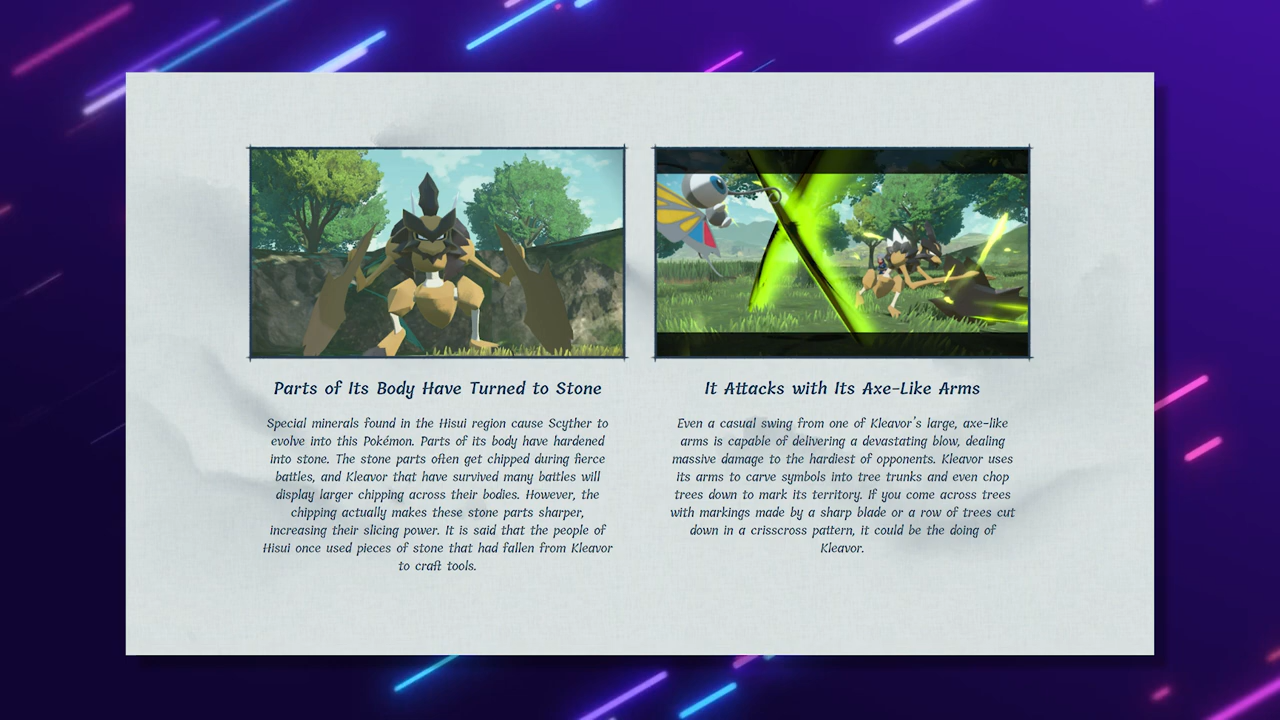 Parts of Its Body Have Turned to Stone
Special minerals found in the Hisui region cause Scyther to
evolve into this Pokémon. Parts of its body have hardened
into stone. The stone parts often get chipped during fierce
battles, and Kleavor that have survived many battles will
display larger chipping across their bodies. However, the
chipping actually makes these stone parts sharper,
increasing their slicing power. It is said that the people of
Hisui once used pieces of stone that had fallen from Kleavor
to craft tools.
It Attacks with Its Axe-Like Arms
Even a casual swing from one of Kleavor's large, axe-like
arms is capable of delivering a devastating blow, dealing
massive damage to the hardiest of opponents. Kleavor uses
its arms to carve symbols into tree trunks and even chop
trees down to mark its territory. If you come across trees
with markings made by a sharp blade or a row of trees cut
down in a crisscross pattern, it could be the doing of
Kleavor.